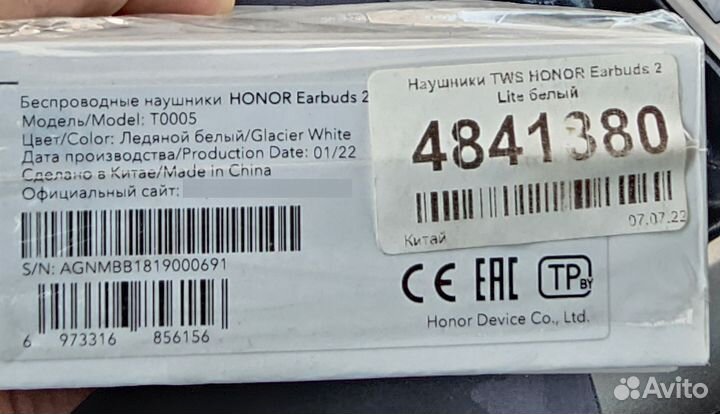 Беспроводные наушники HONOR Earbuds 2
Модель/Model: T0005
Цвет/Color: Ледяной белый/Glacier White
Дата производства/Production Date: 01/22
Сделано в Китае/Made in China
Официальный сайт:
S/N: AGNMBB1819000691
6 973316 856156
Наушники TWS HONOR Earbuds 2
Lite белый
4841380
07.07.22
Китай
CE EAC TP BY
Honor Device Co., Ltd.
Avito